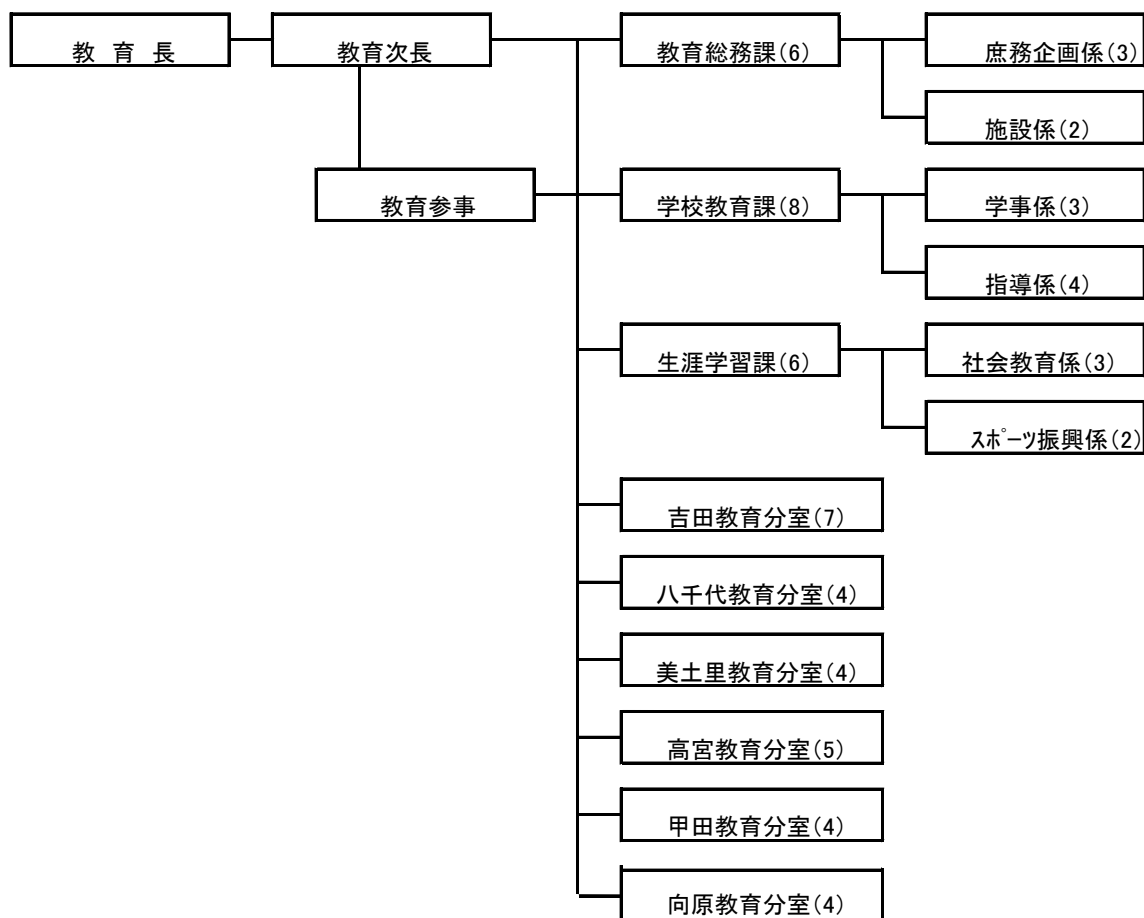 教 育 長
教育次長
教育総務課(6)
庶務企画係(3)
施設係(2)
教育参事
学校教育課(8)
学事係(3)
指導係(4)
生涯学習課(6)
社会教育係(3)
ｽﾎﾟｰﾂ振興係(2)
吉田教育分室(7)
八千代教育分室(4)
美土里教育分室(4)
高宮教育分室(5)
甲田教育分室(4)
向原教育分室(4)